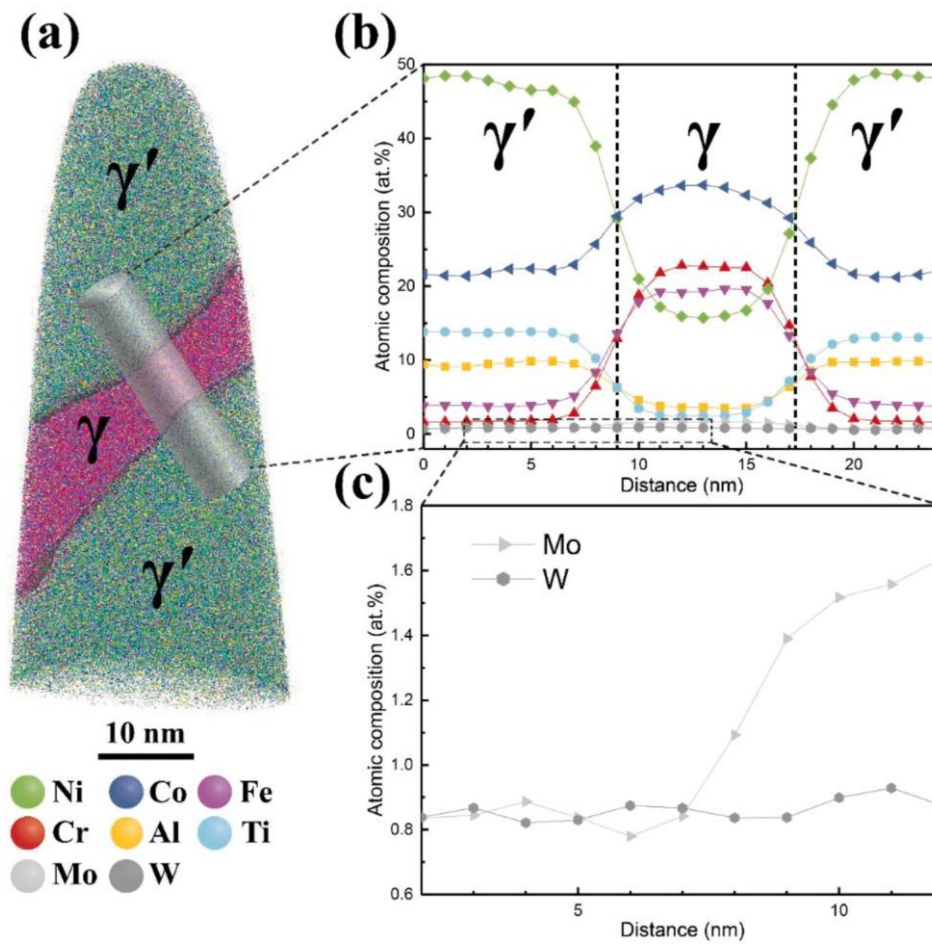 (a)
γ′
γ
γ′
10 nm
Ni Co Fe
Cr Al Ti
Mo W
(b)
50
40
30
20
10
0
Atomic composition (at.%)
γ′ γ γ′
0 5 10 15 20
Distance (nm)
(c)
1.8
1.6
1.4
1.2
1.0
0.8
0.6
Atomic composition (at.%)
Mo
W
5 10
Distance (nm)